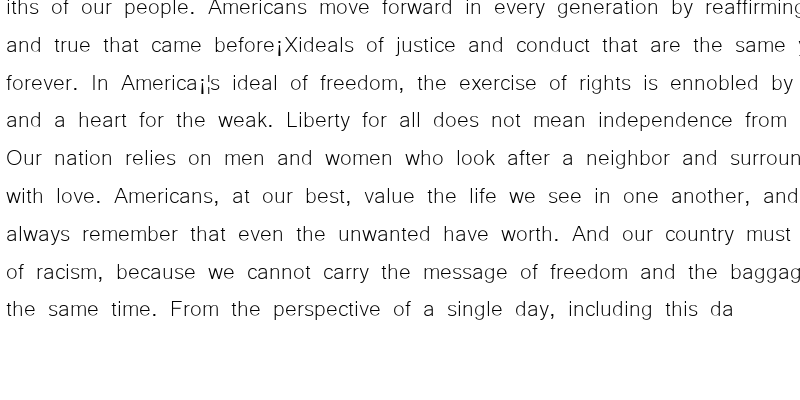 iths of our people. Americans move forward in every generation by reaffirming
and true that came before¡Xideals of justice and conduct that are the same
forever. In America¡¦s ideal of freedom, the exercise of rights is ennobled by
and a heart for the weak. Liberty for all does not mean independence from
Our nation relies on men and women who look after a neighbor and surroun
with love. Americans, at our best, value the life we see in one another, and
always remember that even the unwanted have worth. And our country must
of racism, because we cannot carry the message of freedom and the baggag
the same time. From the perspective of a single day, including this da